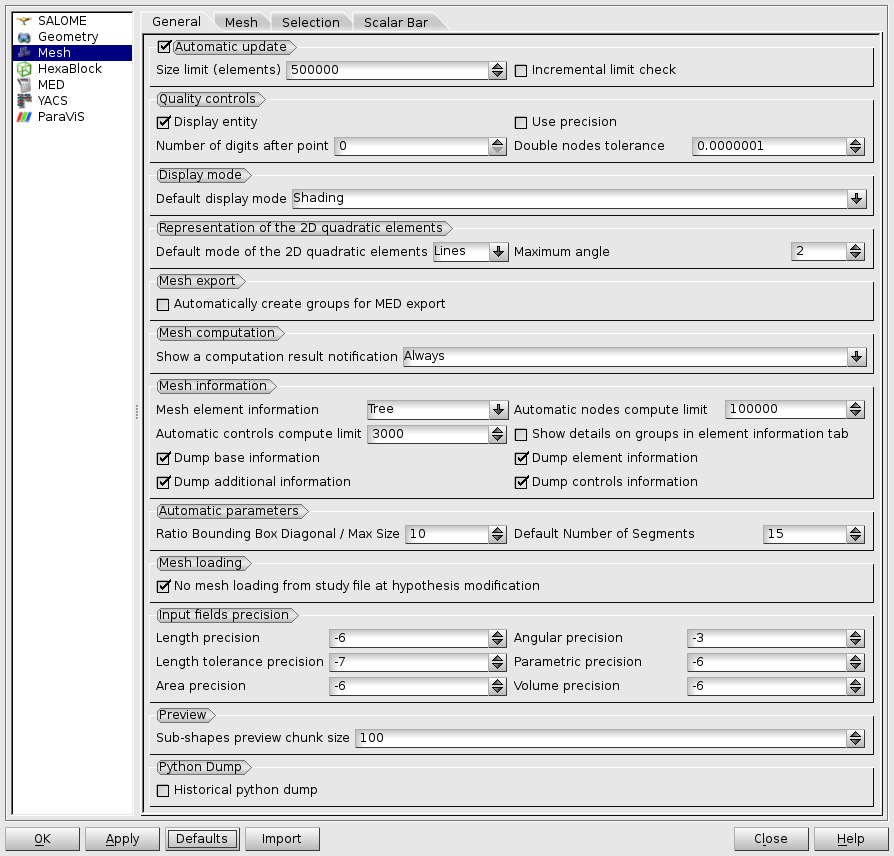 SALOME
Geometry
Mesh
HexaBlock
MED
YACS
ParaViS
General Mesh Selection Scalar Bar
Automatic update
Size limit (elements) 500000 Incremental limit check
Quality controls
Display entity Use precision
Number of digits after point 0 Double nodes tolerance 0.0000001
Display mode
Default display mode Shading
Representation of the 2D quadratic elements
Default mode of the 2D quadratic elements Lines Maximum angle 2
Mesh export
Automatically create groups for MED export
Mesh computation
Show a computation result notification Always
Mesh information
Mesh element information Tree Automatic nodes compute limit 100000
Automatic controls compute limit 3000 Show details on groups in element information tab
Dump base information Dump element information
Dump additional information Dump controls information
Automatic parameters
Ratio Bounding Box Diagonal / Max Size 10 Default Number of Segments 15
Mesh loading
No mesh loading from study file at hypothesis modification
Input fields precision
Length precision -6 Angular precision -3
Length tolerance precision -7 Parametric precision -6
Area precision -6 Volume precision -6
Preview
Sub-shapes preview chunk size 100
Python Dump
Historical python dump
OK Apply Defaults Import Close Help